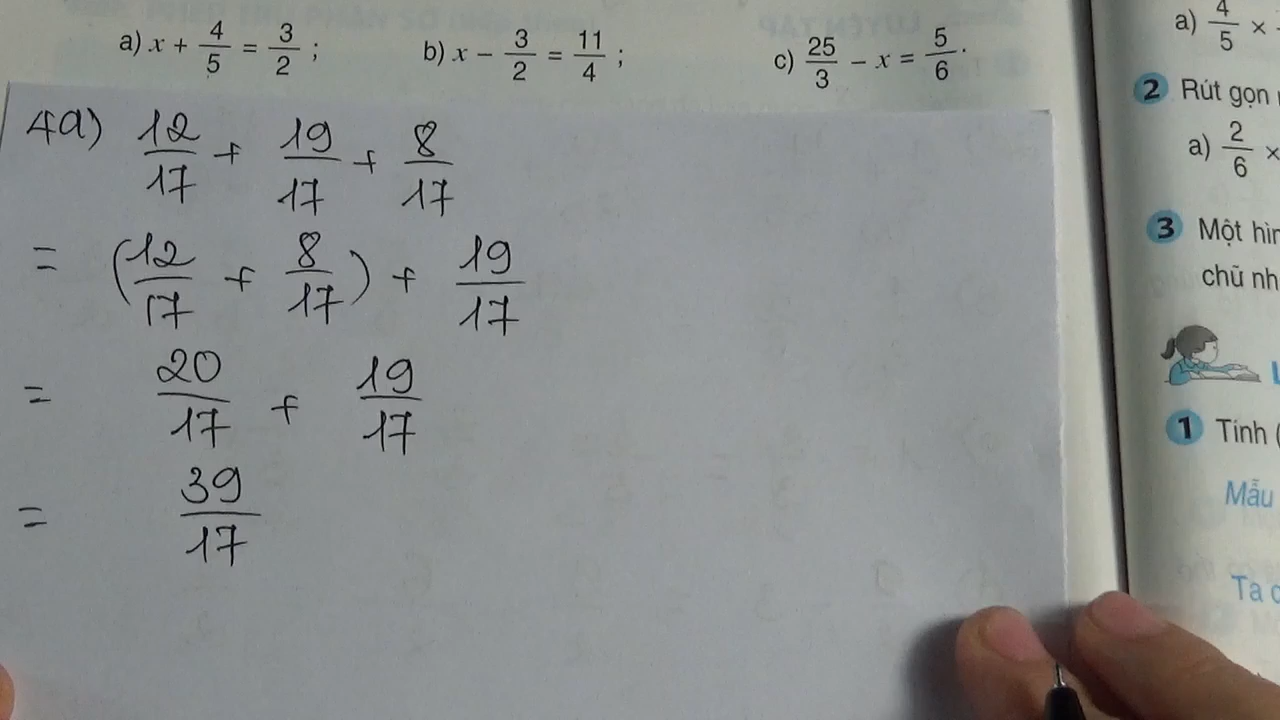 a) x + 4/5 = 3/2 ; b) x − 3/2 = 11/4 ; c) 25/3 − x = 5/6 .
4a) 12/17 + 19/17 + 8/17
= (12/17 + 8/17) + 19/17
= 20/17 + 19/17
= 39/17
a) 4/5 ×
2 Rút gọn
a) 2/6 ×
3 Một hìn
chữ nh
1 Tính (
Mẫu
Ta c